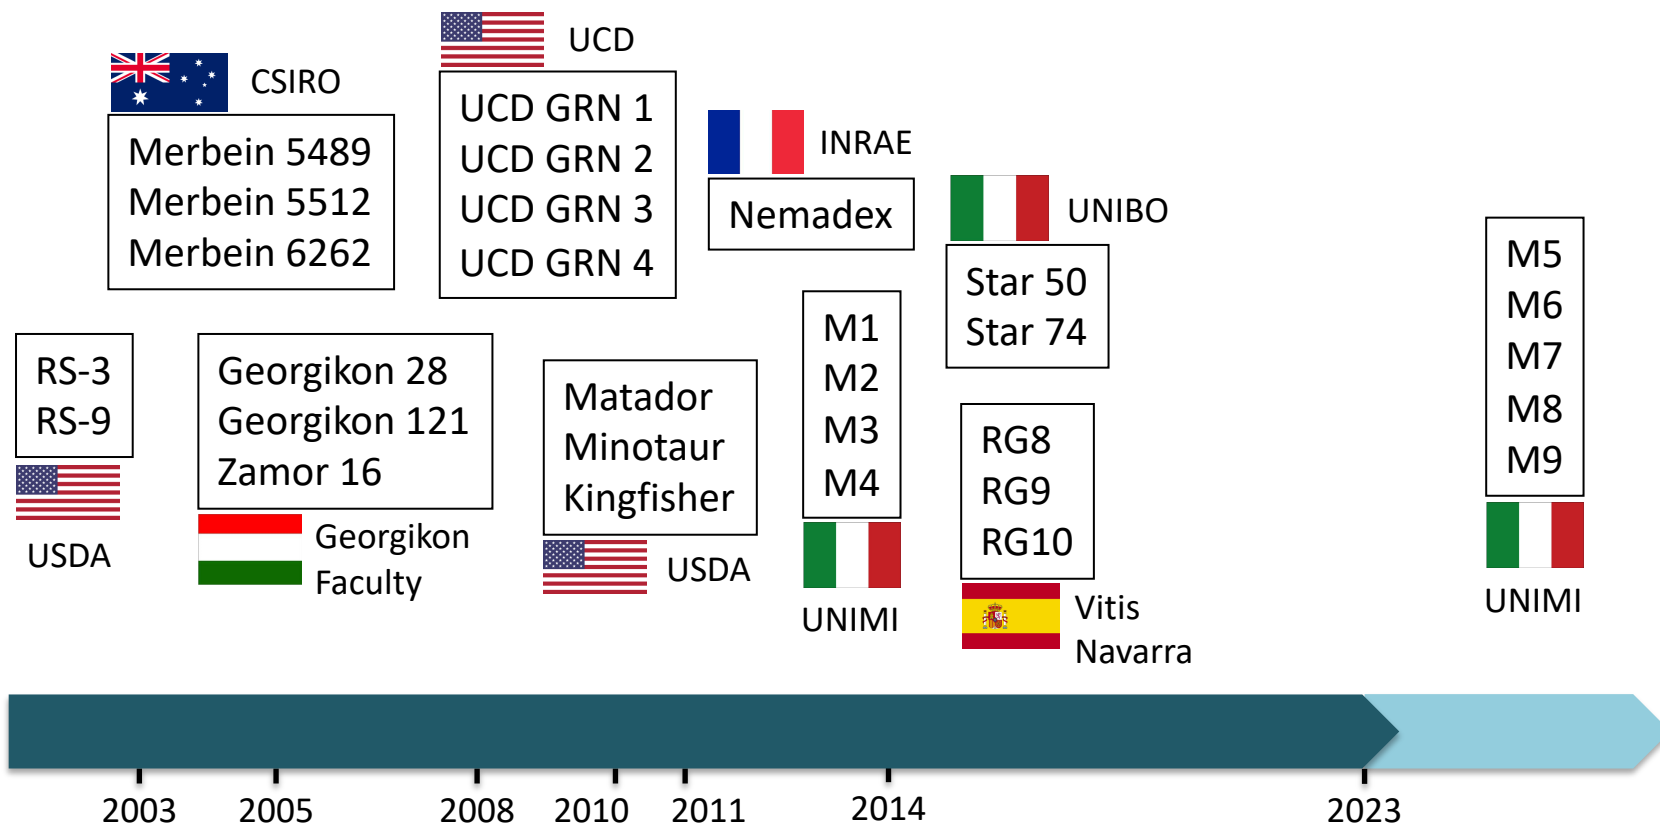 UCD
CSIRO
UCD GRN 1
UCD GRN 2
UCD GRN 3
UCD GRN 4
Merbein 5489
Merbein 5512
Merbein 6262
INRAE
Nemadex
UNIBO
Star 50
Star 74
M5
M6
M7
M8
M9
UNIMI
RS-3
RS-9
USDA
Georgikon 28
Georgikon 121
Zamor 16
Georgikon
Faculty
Matador
Minotaur
Kingfisher
USDA
M1
M2
M3
M4
UNIMI
RG8
RG9
RG10
Vitis
Navarra
2003
2005
2008
2010
2011
2014
2023